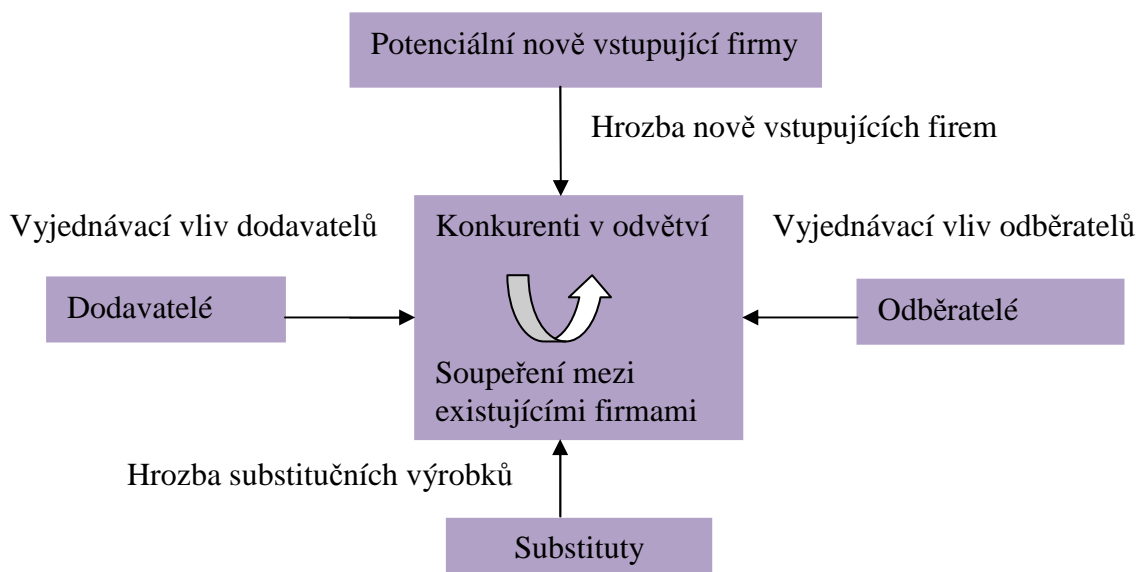 Potenciální nově vstupující firmy
Hrozba nově vstupujících firem
Vyjednávací vliv dodavatelů
Konkurenti v odvětví
Vyjednávací vliv odběratelů
Dodavatelé
Odběratelé
Soupeření mezi
existujícími firmami
Hrozba substitučních výrobků
Substituty